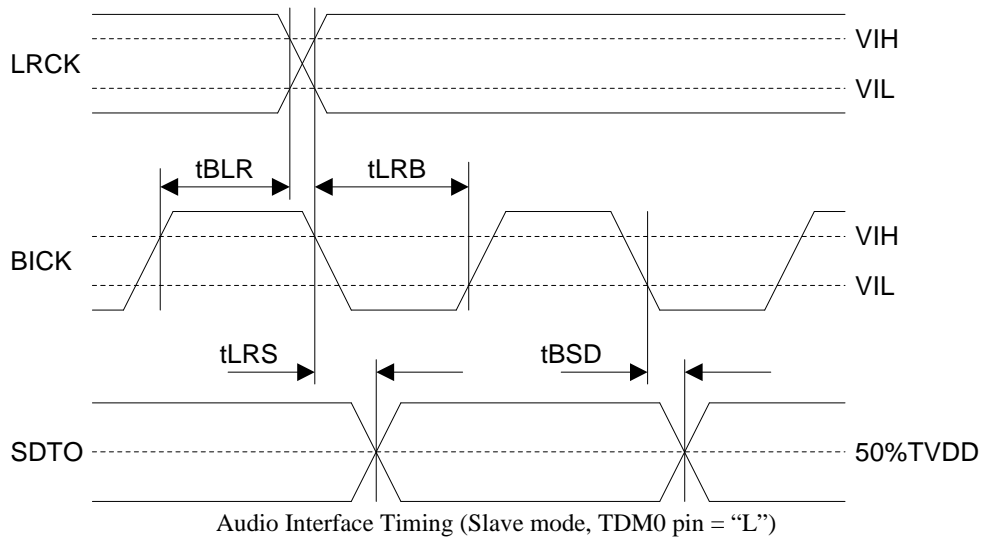 LRCK
VIH
VIL
tBLR
tLRB
BICK
VIH
VIL
tLRS
tBSD
SDTO
50%TVDD
Audio Interface Timing (Slave mode, TDM0 pin = “L”)